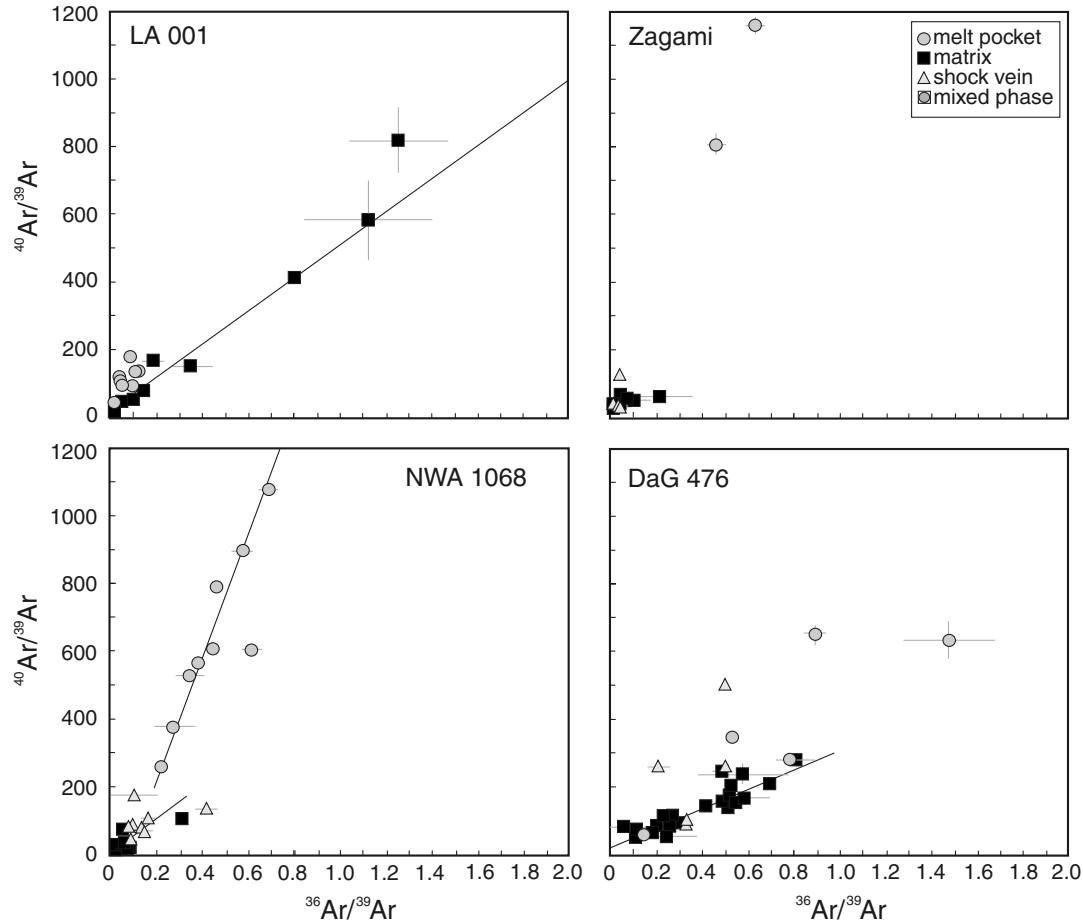 LA 001
1200
1000
800
600
400
200
0
⁴⁰Ar/³⁹Ar
Zagami
melt pocket
matrix
shock vein
mixed phase
NWA 1068
1200
1000
800
600
400
200
0
⁴⁰Ar/³⁹Ar
0 0.2 0.4 0.6 0.8 1.0 1.2 1.4 1.6 1.8 2.0
³⁶Ar/³⁹Ar
DaG 476
0 0.2 0.4 0.6 0.8 1.0 1.2 1.4 1.6 1.8 2.0
³⁶Ar/³⁹Ar